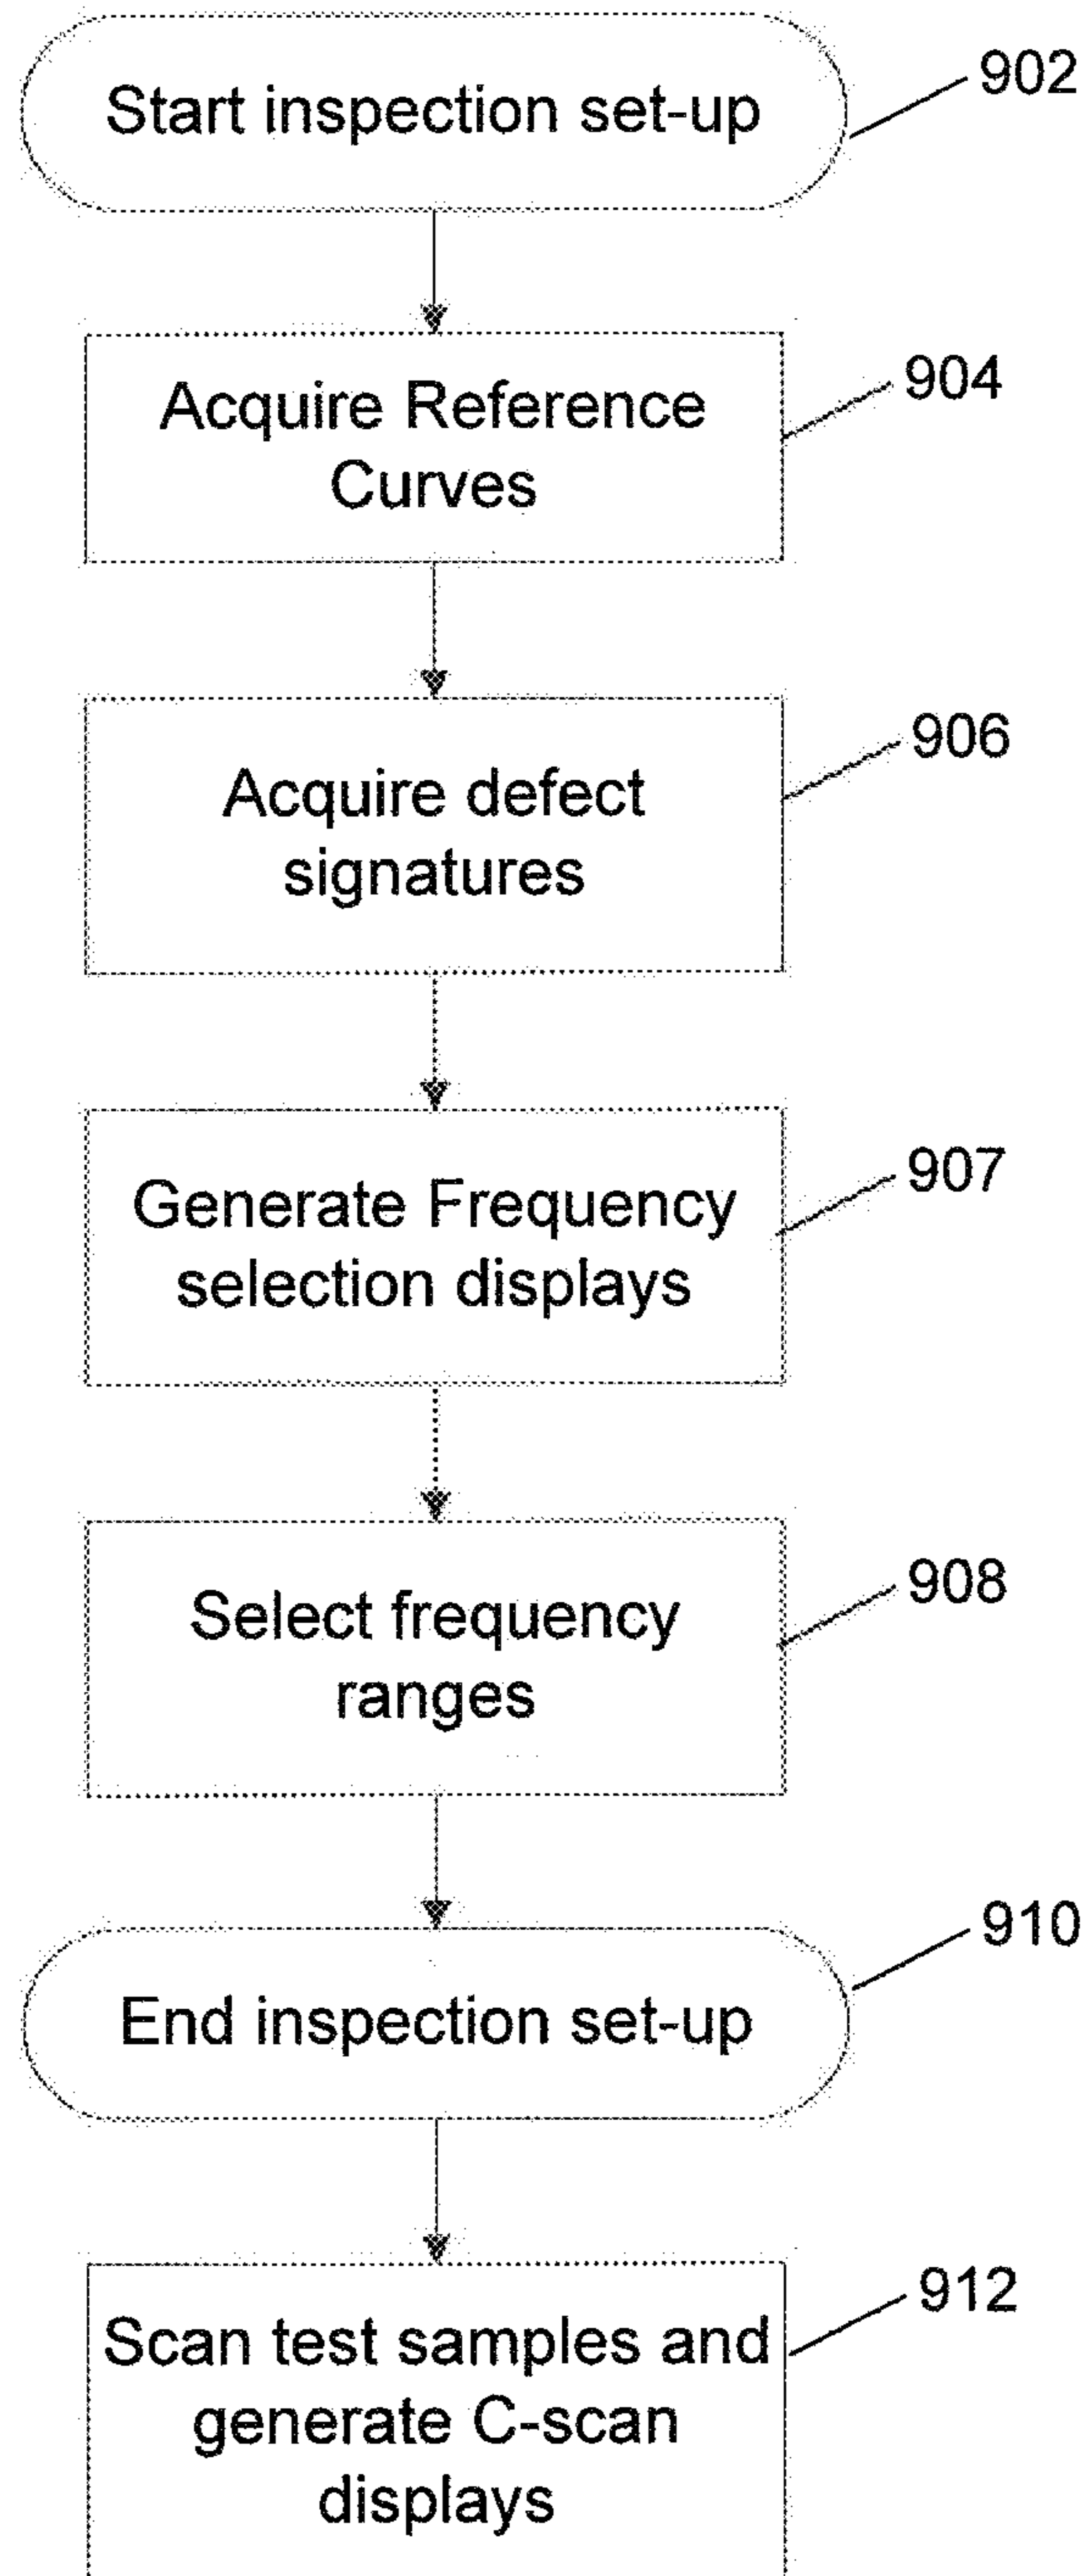 Start inspection set-up
902
Acquire Reference
Curves
904
Acquire defect
signatures
906
Generate Frequency
selection displays
907
Select frequency
ranges
908
End inspection set-up
910
Scan test samples and
generate C-scan
displays
912